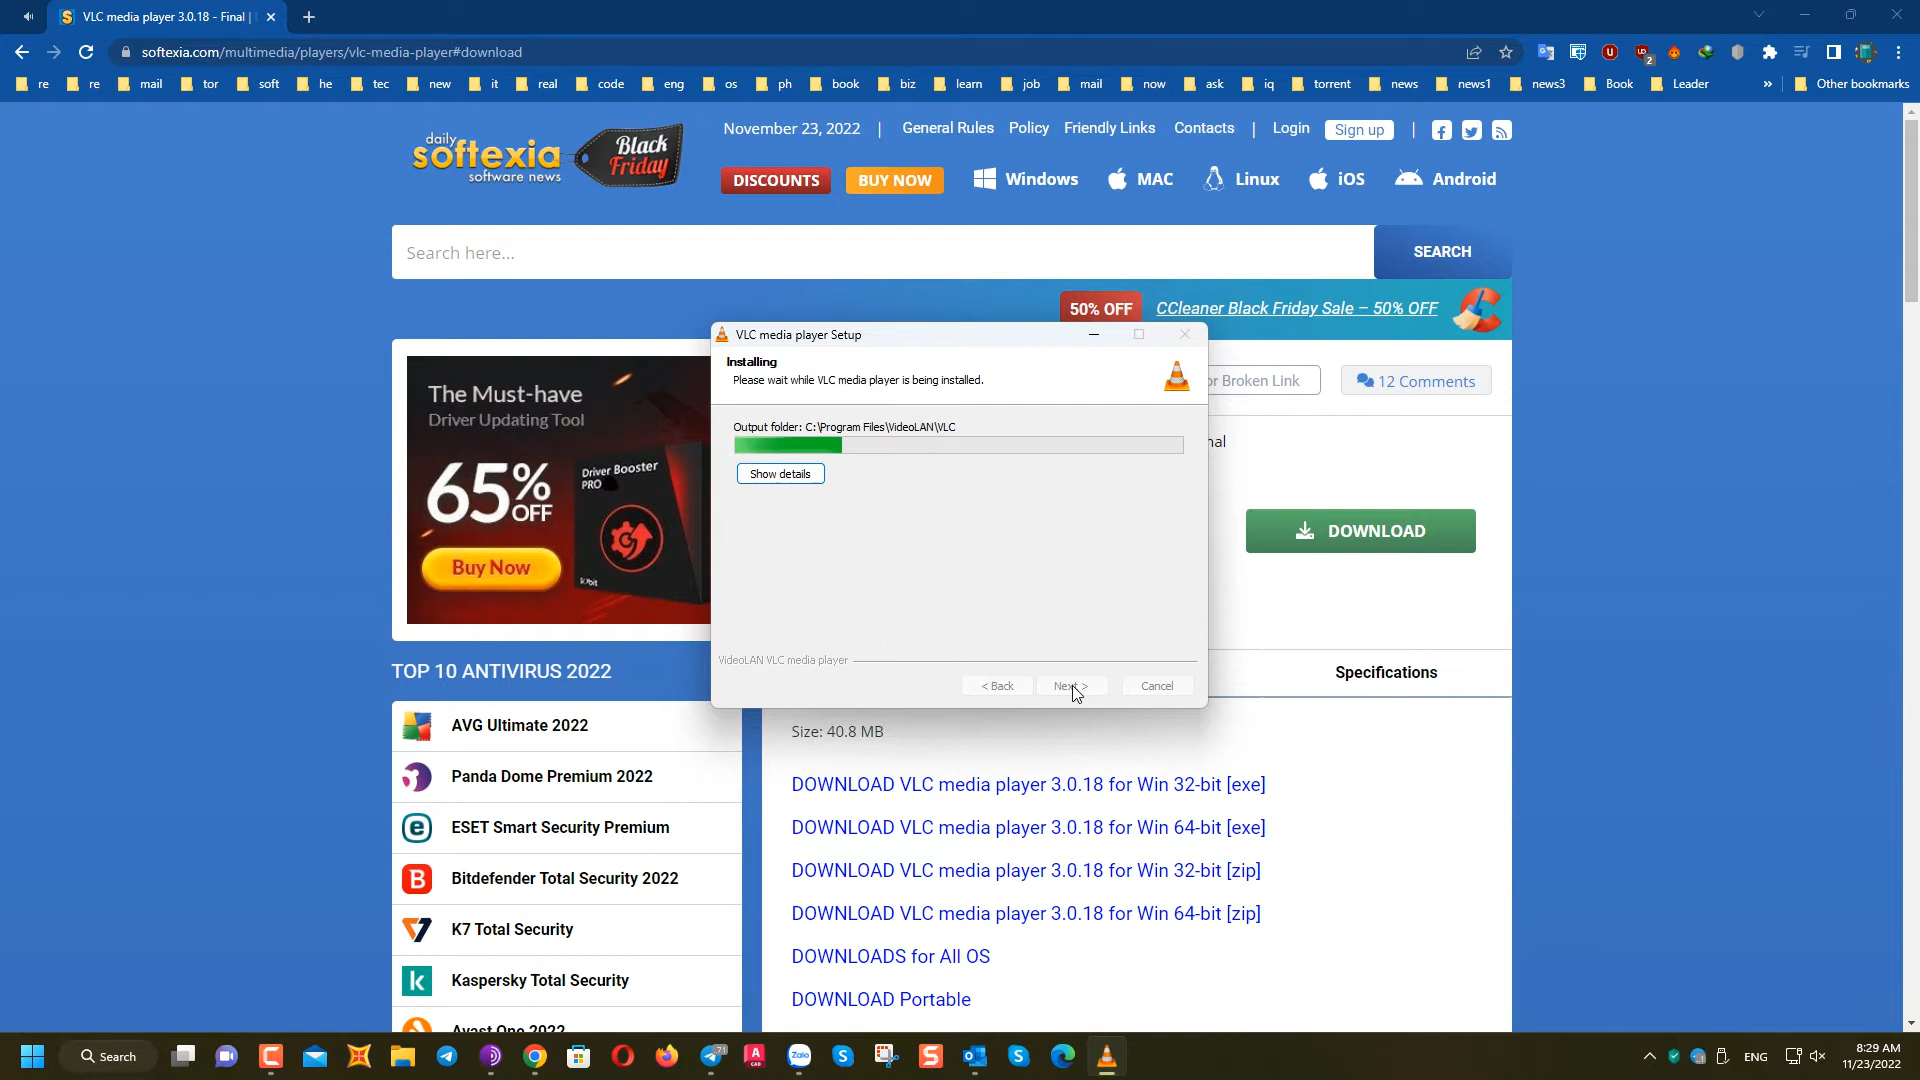 VLC media player 3.0.18 - Final |
softexia.com/multimedia/players/vlc-media-player#download
2
re re mail tor soft he tec new it real code eng os ph book biz learn job mail now ask iq torrent news news1 news3 Book Leader » Other bookmarks
daily
softexia
software news
Black
Friday
November 23, 2022 | General Rules Policy Friendly Links Contacts | Login Sign up |
DISCOUNTS BUY NOW Windows MAC Linux iOS Android
Search here...
SEARCH
50% OFF CCleaner Black Friday Sale – 50% OFF
VLC media player Setup
Installing
Please wait while VLC media player is being installed.
Output folder: C:\Program Files\VideoLAN\VLC
Show details
VideoLAN VLC media player
< Back Next > Cancel
or Broken Link
12 Comments
nal
DOWNLOAD
Specifications
The Must-have
Driver Updating Tool
65%
OFF
Driver Booster
PRO
Buy Now
TOP 10 ANTIVIRUS 2022
AVG Ultimate 2022
Panda Dome Premium 2022
ESET Smart Security Premium
Bitdefender Total Security 2022
K7 Total Security
Kaspersky Total Security
Avast One 2022
Size: 40.8 MB
DOWNLOAD VLC media player 3.0.18 for Win 32-bit [exe]
DOWNLOAD VLC media player 3.0.18 for Win 64-bit [exe]
DOWNLOAD VLC media player 3.0.18 for Win 32-bit [zip]
DOWNLOAD VLC media player 3.0.18 for Win 64-bit [zip]
DOWNLOADS for All OS
DOWNLOAD Portable
Search
71
Zalo
ENG
8:29 AM
11/23/2022